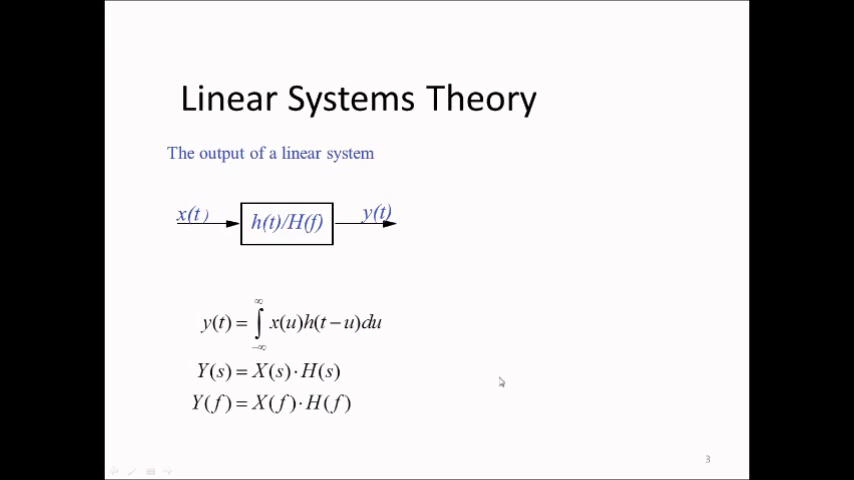 Linear Systems Theory
The output of a linear system
x(t) h(t)/H(f) y(t)
y(t) = ∫_{-∞}^{∞} x(u)h(t − u)du
Y(s) = X(s) · H(s)
Y(f) = X(f) · H(f)
3